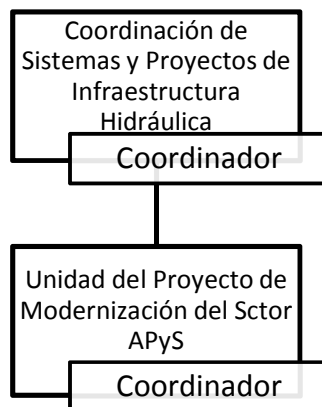 Coordinación de
Sistemas y Proyectos de
Infraestructura
Hidráulica
Coordinador
Unidad del Proyecto de
Modernización del Sctor
APyS
Coordinador